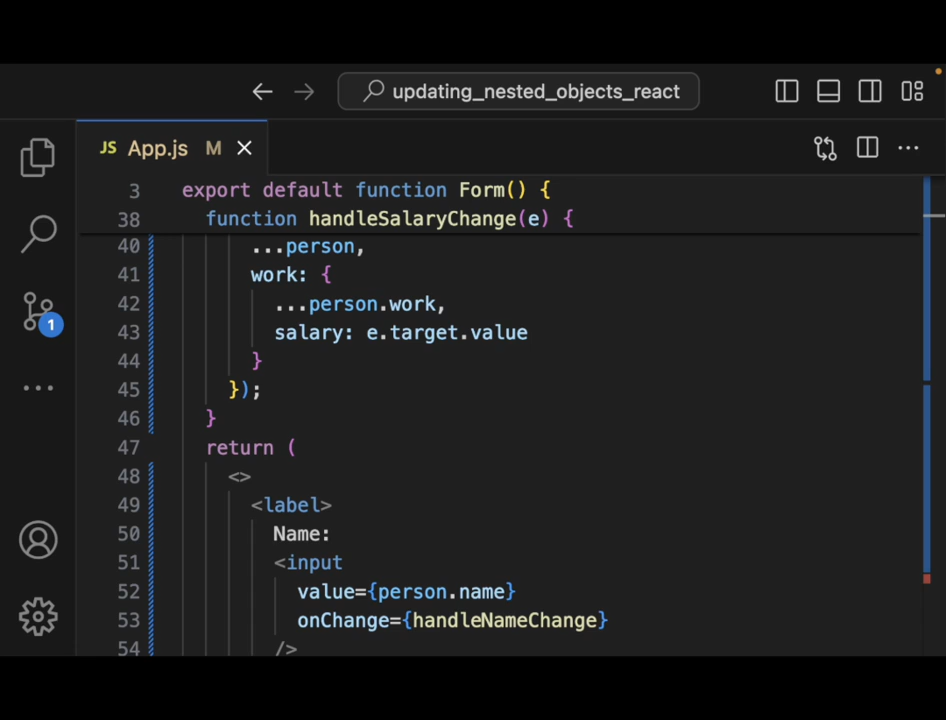 updating_nested_objects_react
JS App.js M
3 export default function Form() {
38 function handleSalaryChange(e) {
40 ...person,
41 work: {
42 ...person.work,
43 salary: e.target.value
44 }
45 });
46 }
47 return (
48 <>
49 <label>
50 Name:
51 <input
52 value={person.name}
53 onChange={handleNameChange}
54 />
1